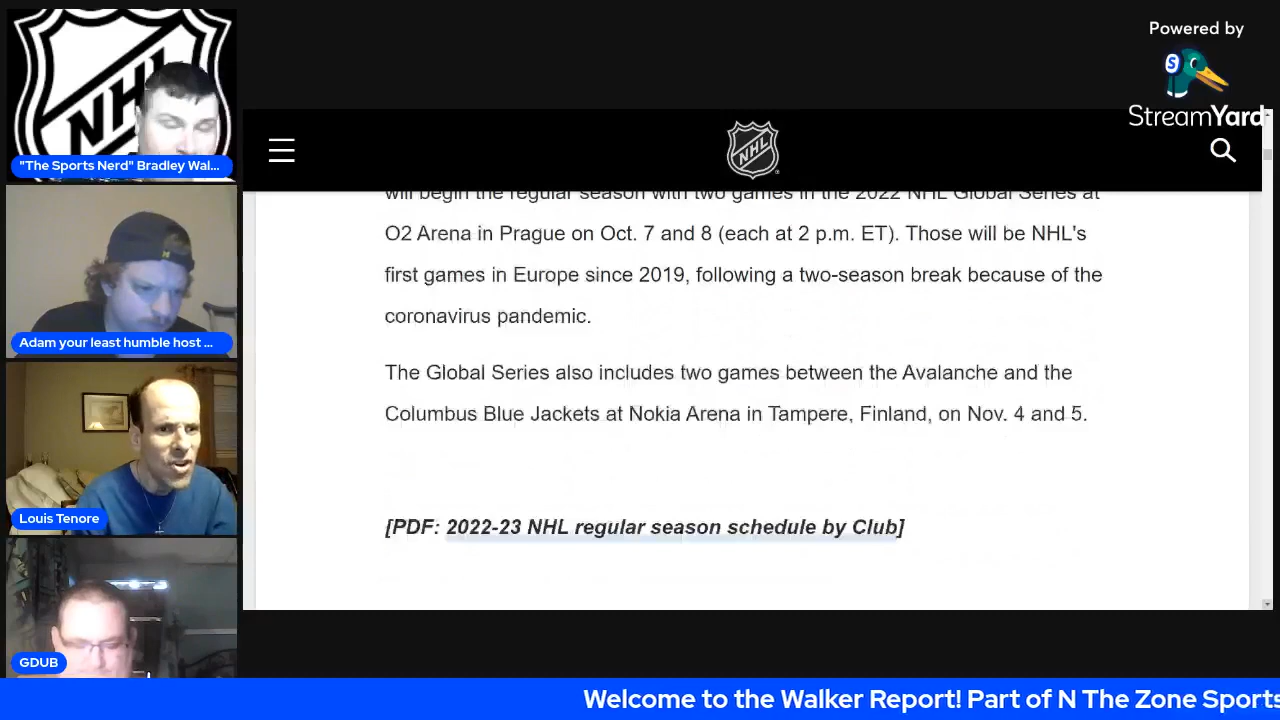 Powered by
StreamYard
NHL
"The Sports Nerd" Bradley Wal...
NHL
will begin the regular season with two games in the 2022 NHL Global Series at
O2 Arena in Prague on Oct. 7 and 8 (each at 2 p.m. ET). Those will be NHL's
first games in Europe since 2019, following a two-season break because of the
coronavirus pandemic.
Adam your least humble host ...
The Global Series also includes two games between the Avalanche and the
Columbus Blue Jackets at Nokia Arena in Tampere, Finland, on Nov. 4 and 5.
Louis Tenore
[PDF: 2022-23 NHL regular season schedule by Club]
GDUB
Welcome to the Walker Report! Part of N The Zone Sports